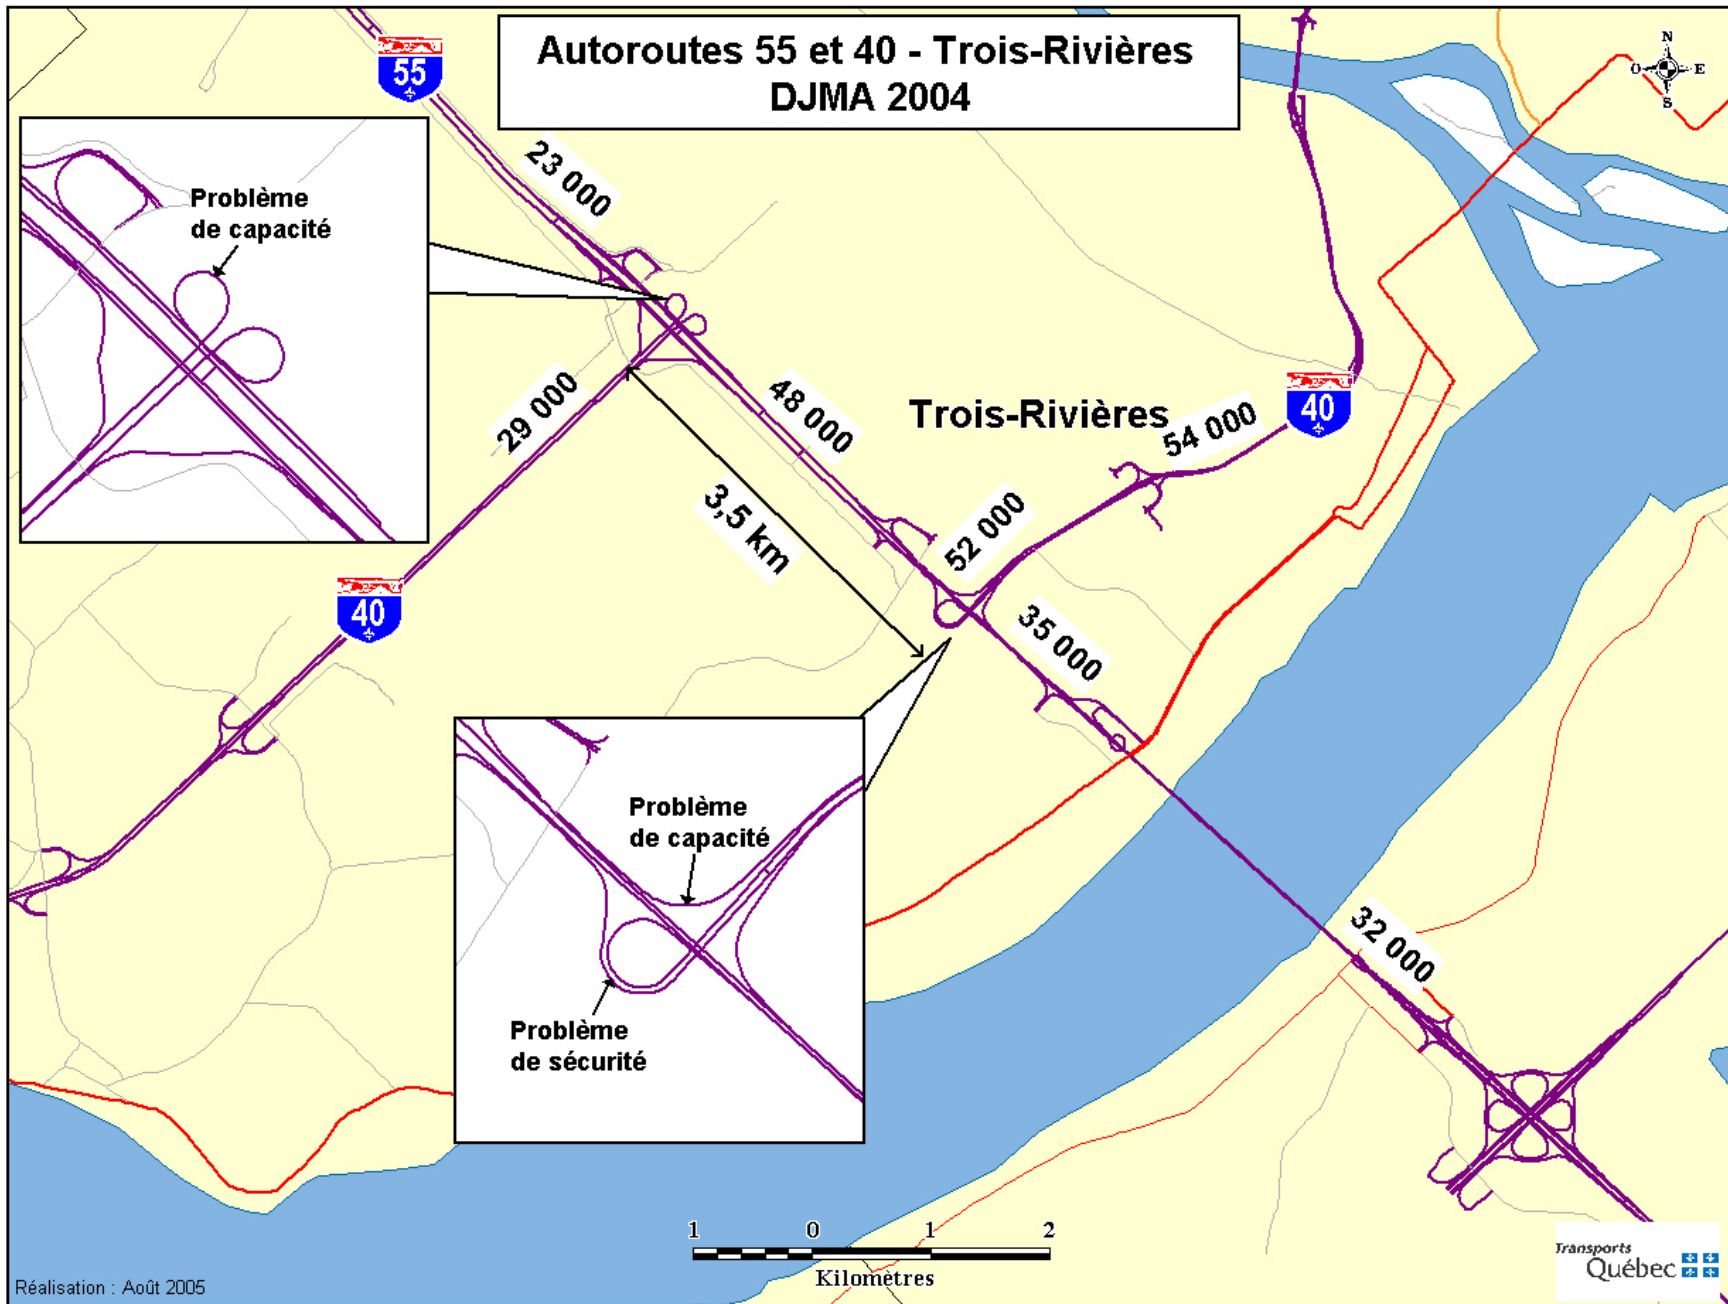 Autoroutes 55 et 40 - Trois-Rivières
DJMA 2004
N
O
E
S
55
23 000
Problème
de capacité
29 000
48 000
Trois-Rivières
54 000
40
3,5 km
52 000
40
35 000
Problème
de capacité
Problème
de sécurité
32 000
1 0 1 2
Kilomètres
Transports
Québec
Réalisation : Août 2005